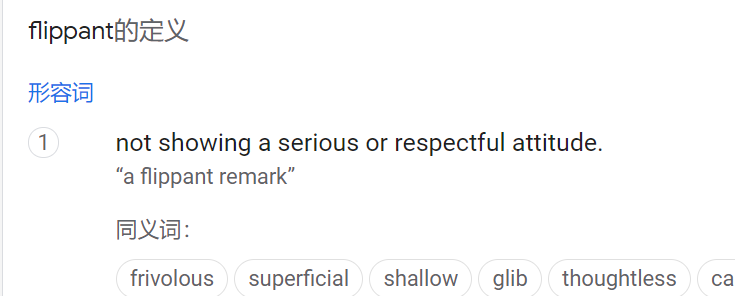 flippant的定义
形容词
1 not showing a serious or respectful attitude.
“a flippant remark”
同义词：
frivolous superficial shallow glib thoughtless